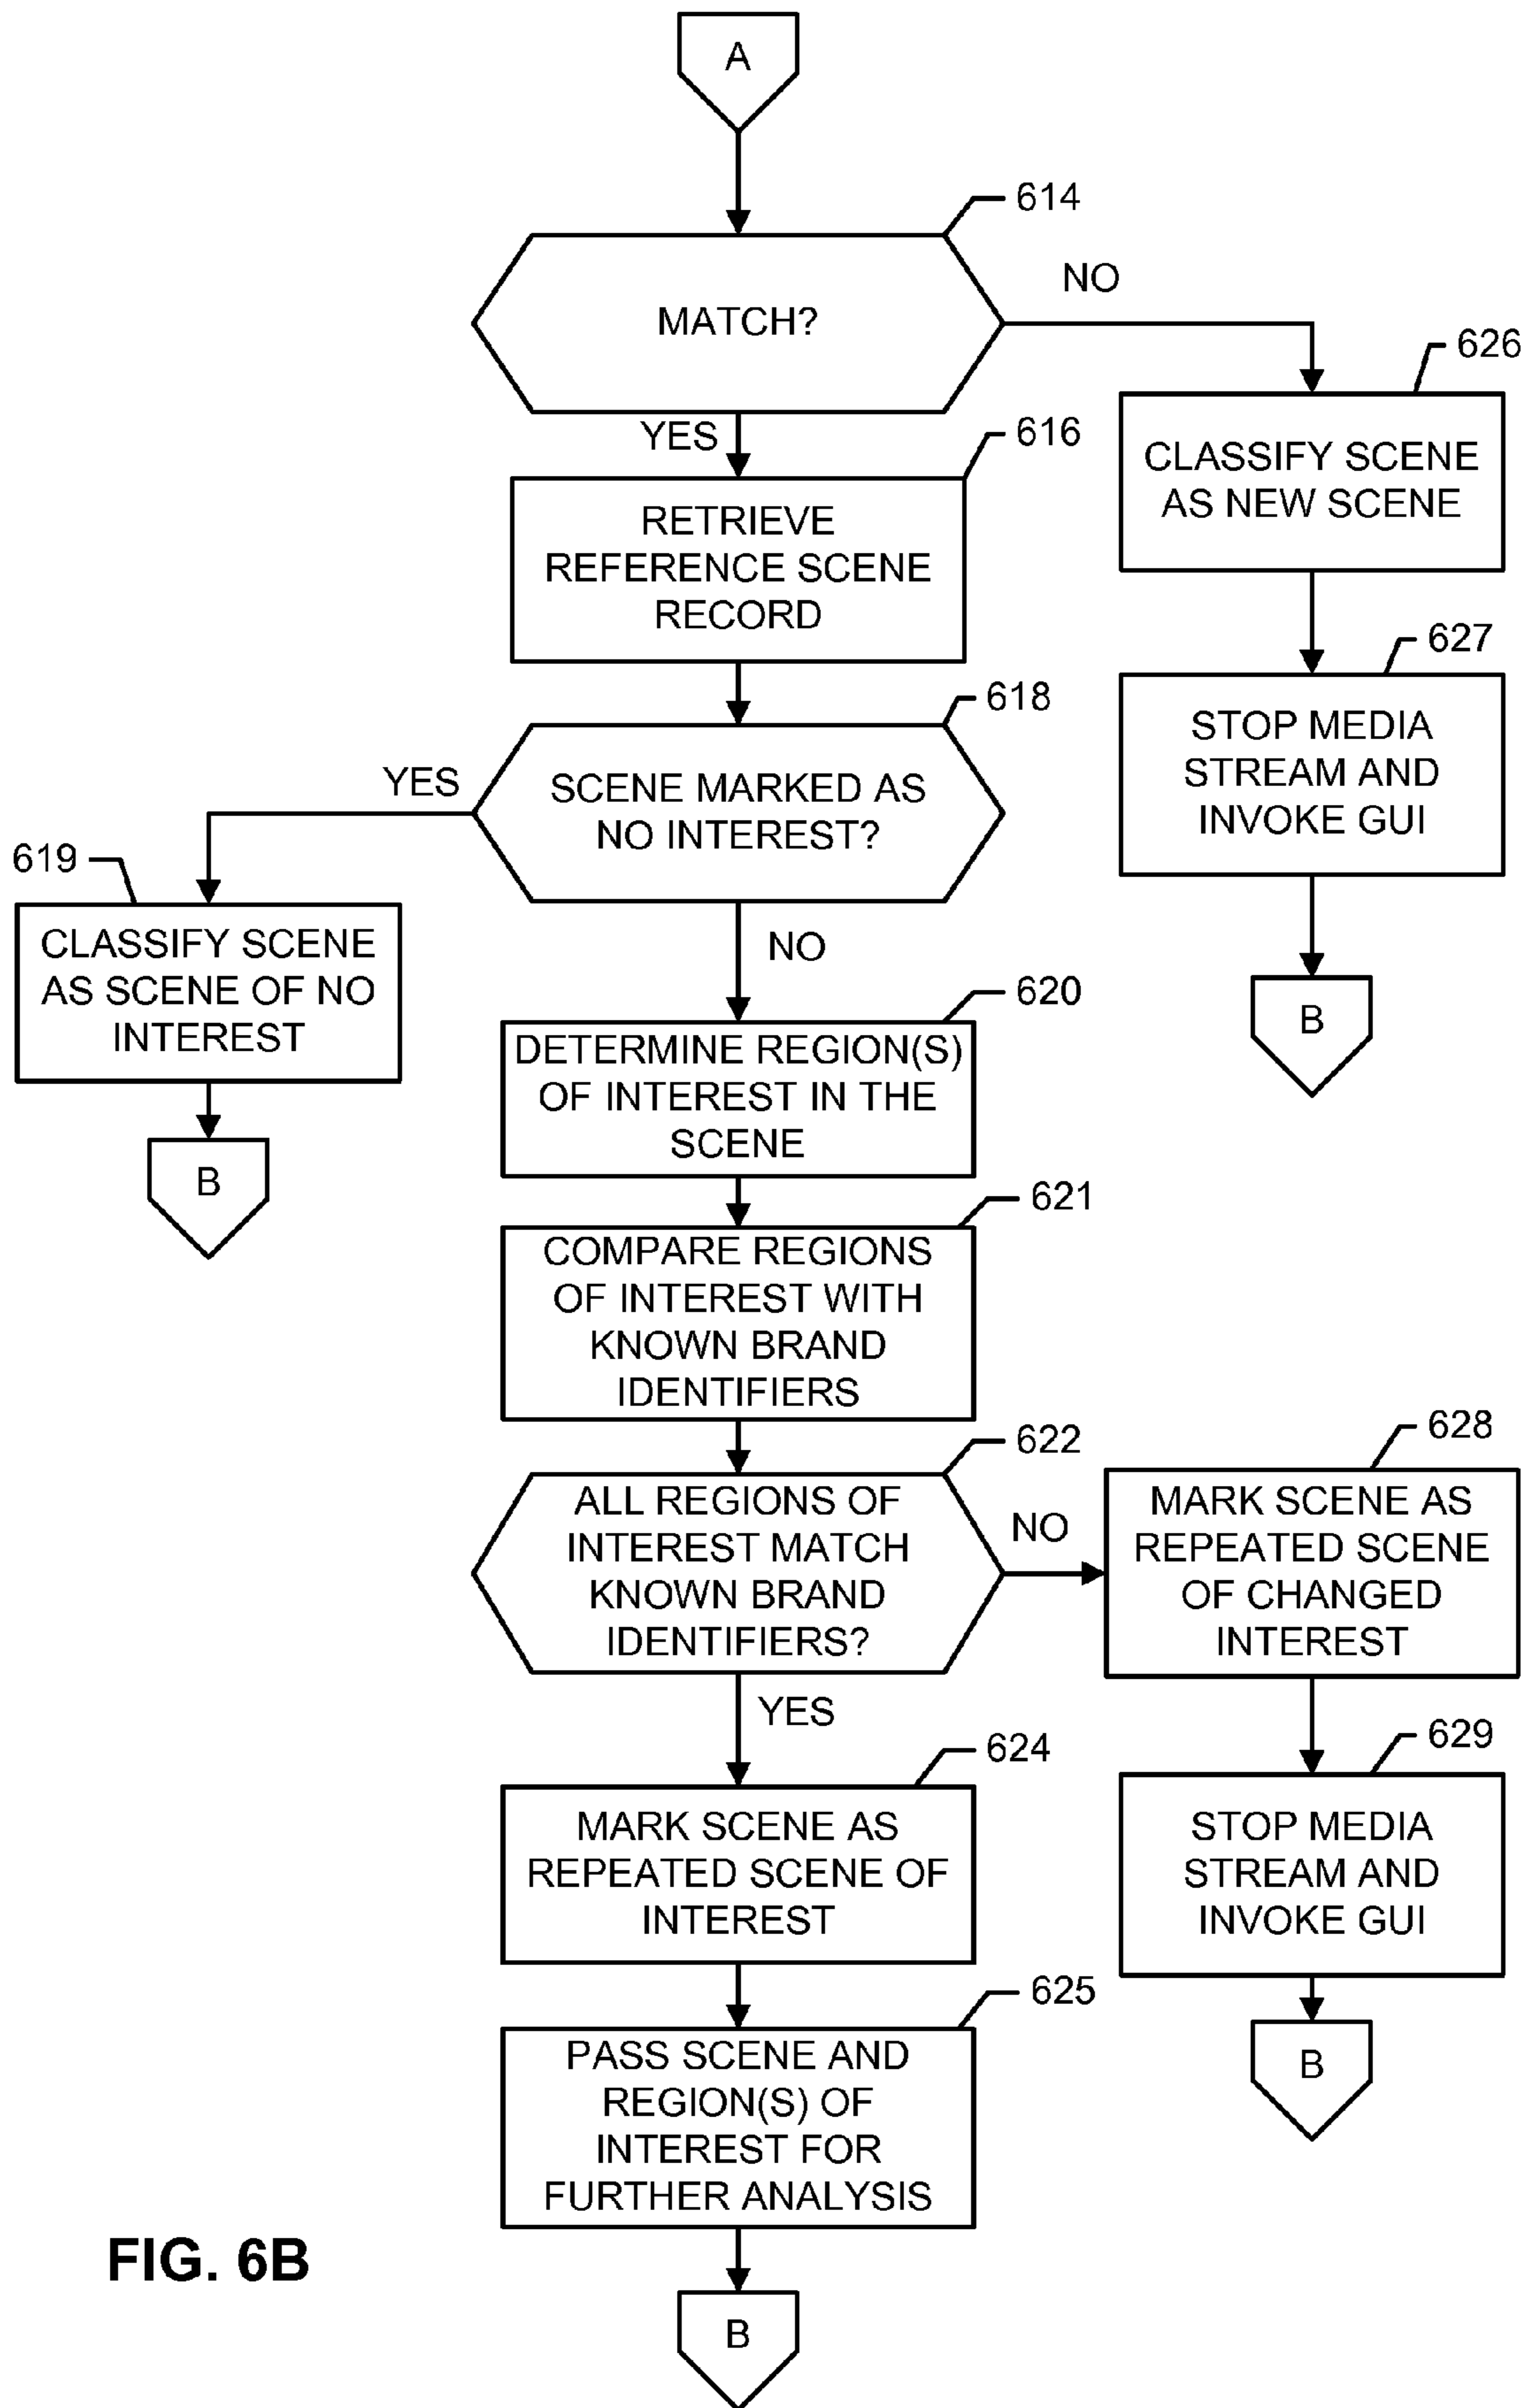 A
614
MATCH?
NO
626
CLASSIFY SCENE
AS NEW SCENE
YES
616
RETRIEVE
REFERENCE SCENE
RECORD
627
STOP MEDIA
STREAM AND
INVOKE GUI
B
618
SCENE MARKED AS
NO INTEREST?
YES
619
CLASSIFY SCENE
AS SCENE OF NO
INTEREST
B
NO
620
DETERMINE REGION(S)
OF INTEREST IN THE
SCENE
621
COMPARE REGIONS
OF INTEREST WITH
KNOWN BRAND
IDENTIFIERS
622
ALL REGIONS OF
INTEREST MATCH
KNOWN BRAND
IDENTIFIERS?
NO
628
MARK SCENE AS
REPEATED SCENE
OF CHANGED
INTEREST
YES
624
MARK SCENE AS
REPEATED SCENE OF
INTEREST
629
STOP MEDIA
STREAM AND
INVOKE GUI
B
625
PASS SCENE AND
REGION(S) OF
INTEREST FOR
FURTHER ANALYSIS
B
FIG. 6B